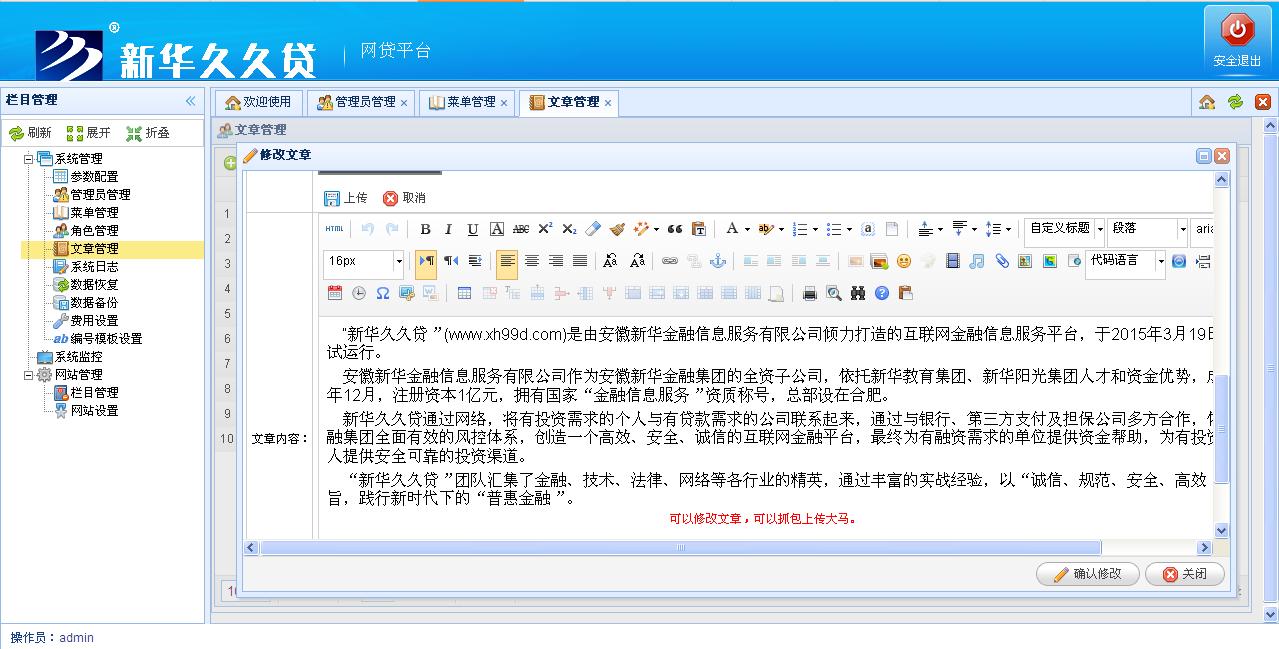 新华久久贷®
网贷平台
安全退出
栏目管理
欢迎使用
管理员管理
菜单管理
文章管理
刷新 展开 折叠
文章管理
系统管理
参数配置
管理员管理
菜单管理
角色管理
文章管理
系统日志
数据恢复
数据备份
费用设置
编号模板设置
系统监控
网站管理
栏目管理
网站设置
1
2
3
4
5
6
7
8
9
10
修改文章
上传 取消
HTML B I U A ABC X² X₂ A ab 自定义标题 段落 aria
16px 代码语言
文章内容：
“新华久久贷 ”(www.xh99d.com)是由安徽新华金融信息服务有限公司倾力打造的互联网金融信息服务平台，于2015年3月19日
试运行。
安徽新华金融信息服务有限公司作为安徽新华金融集团的全资子公司，依托新华教育集团、新华阳光集团人才和资金优势，
年12月，注册资本1亿元，拥有国家“金融信息服务 ”资质称号，总部设在合肥。
新华久久贷通过网络，将有投资需求的个人与有贷款需求的公司联系起来，通过与银行、第三方支付及担保公司多方合作，
融集团全面有效的风控体系，创造一个高效、安全、诚信的互联网金融平台，最终为有融资需求的单位提供资金帮助，为有投资
人提供安全可靠的投资渠道。
“新华久久贷 ”团队汇集了金融、技术、法律、网络等各行业的精英，通过丰富的实战经验，以“诚信、规范、安全、高效
旨，践行新时代下的“普惠金融 ”。
可以修改文章，可以抓包上传大马。
确认修改 关闭
操作员：admin